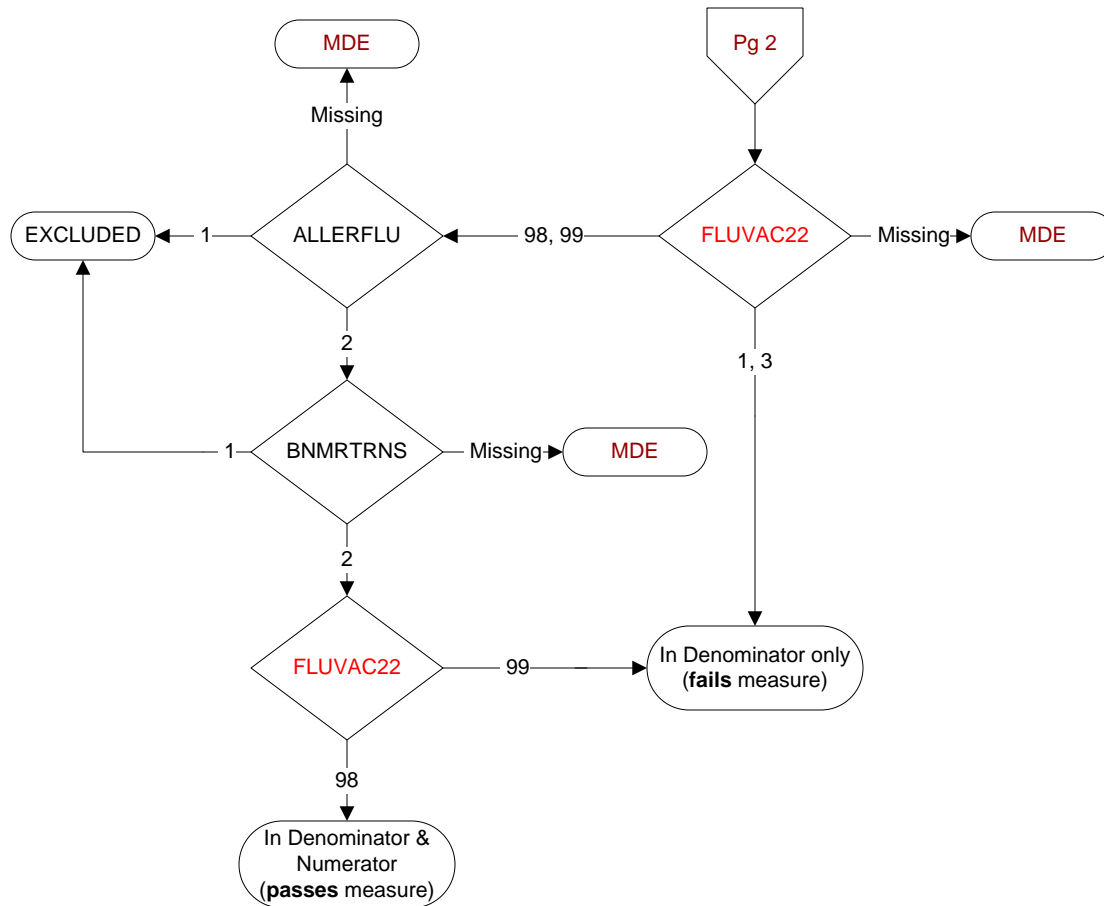 MDE
Pg 2
Missing
EXCLUDED
1
ALLERFLU
98, 99
FLUVAC22
Missing
MDE
2
1, 3
1
BNMRTRNS
Missing
MDE
2
FLUVAC22
99
In Denominator only
(fails measure)
98
In Denominator &
Numerator
(passes measure)